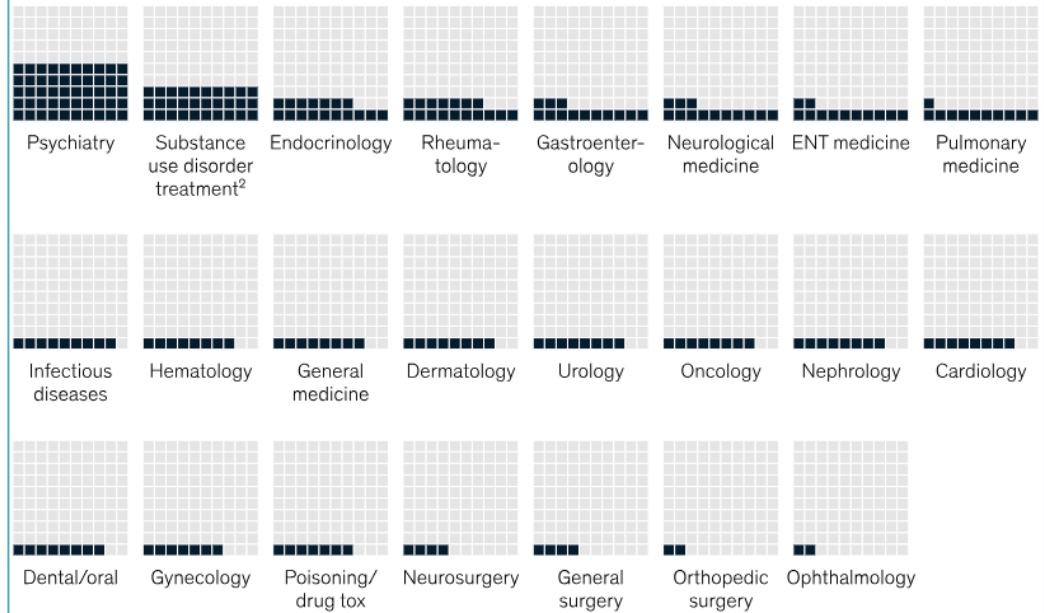 Psychiatry
Substance
use disorder
treatment²
Endocrinology
Rheuma-
tology
Gastroenter-
ology
Neurological
medicine
ENT medicine
Pulmonary
medicine
Infectious
diseases
Hematology
General
medicine
Dermatology
Urology
Oncology
Nephrology
Cardiology
Dental/oral
Gynecology
Poisoning/
drug tox
Neurosurgery
General
surgery
Orthopedic
surgery
Ophthalmology